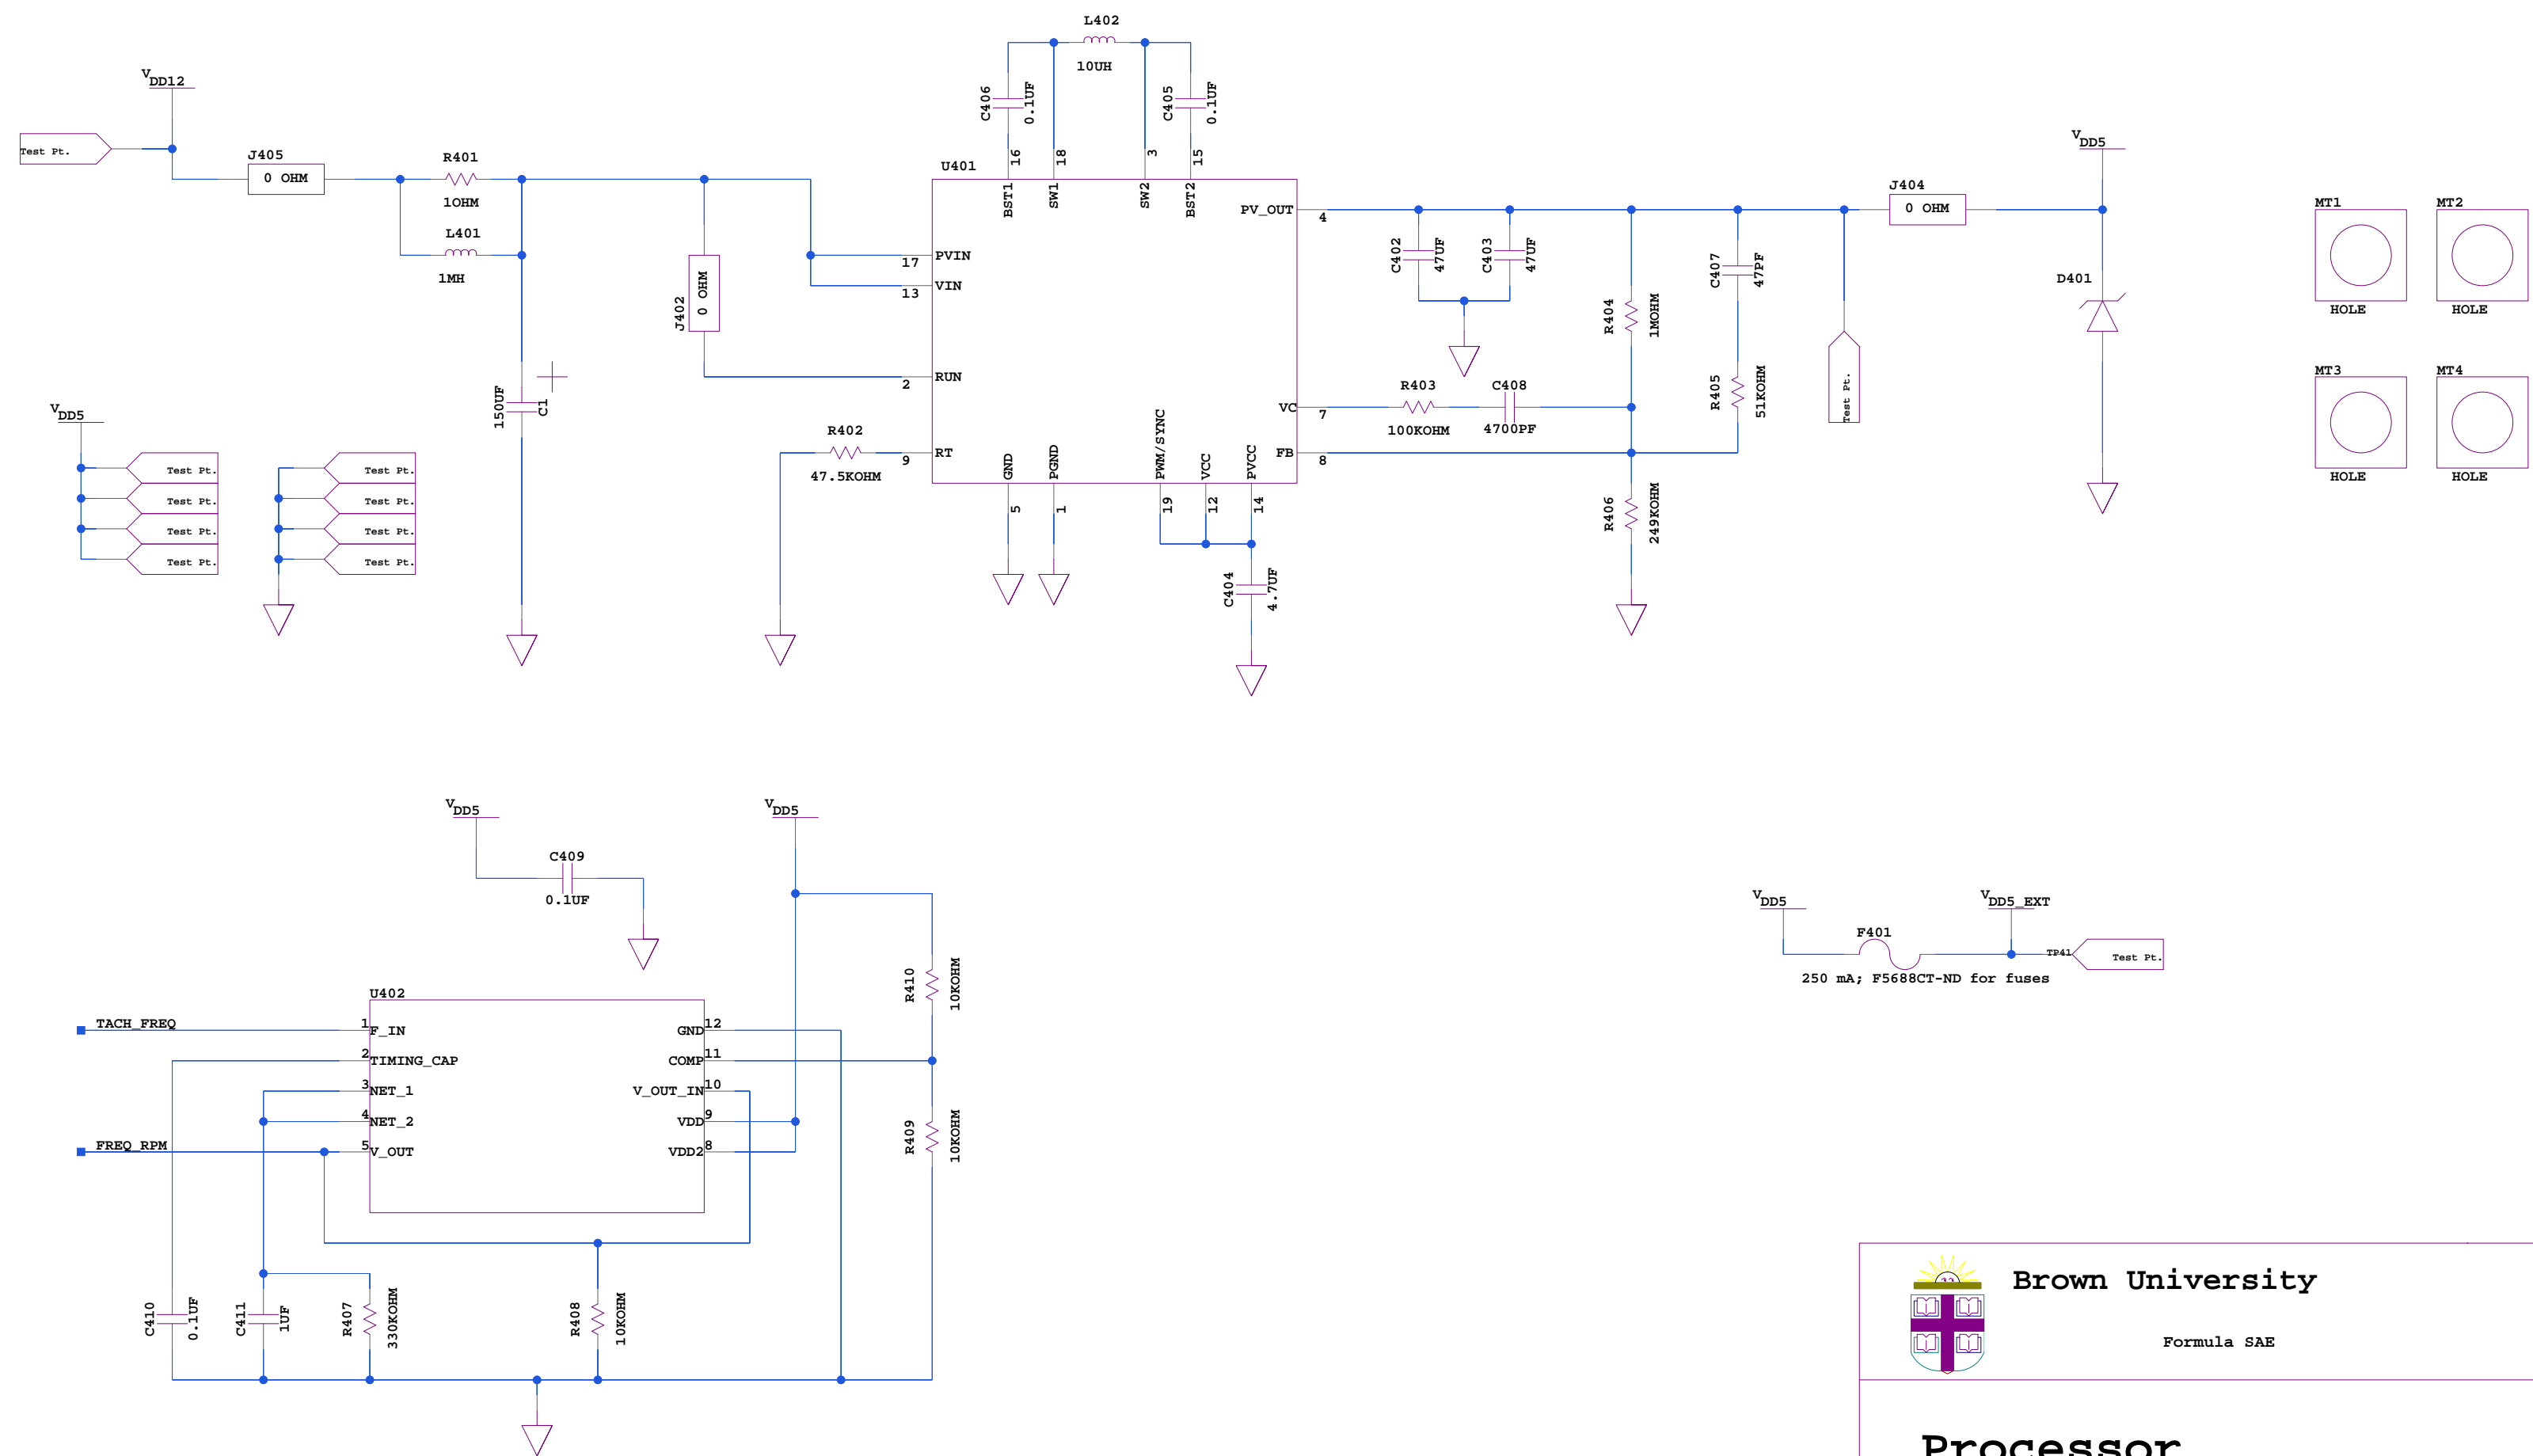 L402
10UH
C406
0.1UF
C405
0.1UF
16
18
3
15
VDD12
Test Pt.
J405
0 OHM
R401
1OHM
L401
1MH
J402
0 OHM
150UF
C1
U401
BST1
SW1
SW2
BST2
PVIN
17
VIN
13
RUN
2
RT
9
R402
47.5KOHM
GND
PGND
PWM/SYNC
VCC
PVCC
5
1
19
12
14
C404
4.7UF
PV_OUT
4
VC
7
FB
8
C402
47UF
C403
47UF
R403
100KOHM
C408
4700PF
R404
1MOHM
C407
47PF
R405
51KOHM
R406
249KOHM
Test Pt.
J404
0 OHM
VDD5
D401
MT1
HOLE
MT2
HOLE
MT3
HOLE
MT4
HOLE
VDD5
Test Pt.
Test Pt.
Test Pt.
Test Pt.
Test Pt.
Test Pt.
Test Pt.
Test Pt.
VDD5
C409
0.1UF
VDD5
R410
10KOHM
R409
10KOHM
U402
TACH_FREQ
1
F_IN
2
TIMING_CAP
3
NET_1
4
NET_2
FREQ_RPM
5
V_OUT
GND
12
COMP
11
V_OUT_IN
10
VDD
9
VDD2
8
C410
0.1UF
C411
1UF
R407
330KOHM
R408
10KOHM
VDD5
F401
VDD5_EXT
TP41
Test Pt.
250 mA; F5688CT-ND for fuses
Brown University
Formula SAE
Processor